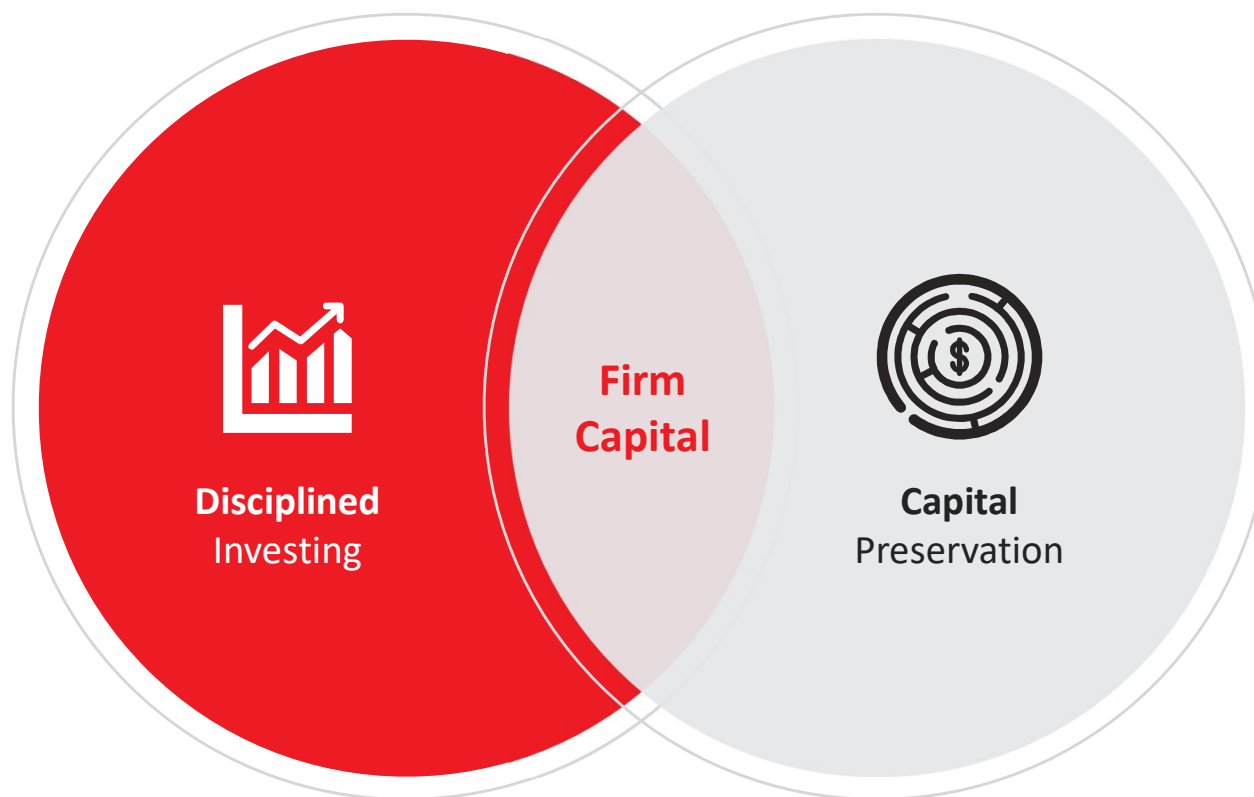 Firm
Capital
Disciplined
Investing
$
Capital
Preservation